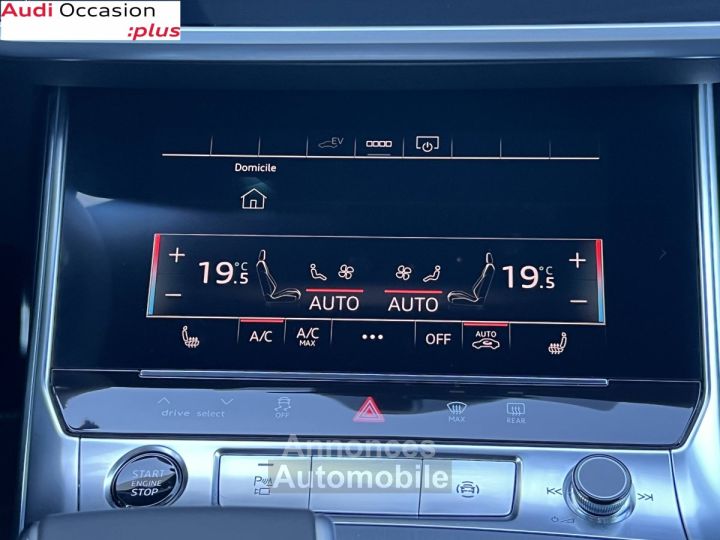 Audi Occasion
:plus
EV
Domicile
+ 19.5 °C
AUTO
AUTO
19.5 °C +
−
−
A/C
A/C MAX
•••
OFF
AUTO
drive select
OFF
MAX
REAR
START
ENGINE
STOP
P
Annonces
Automobile